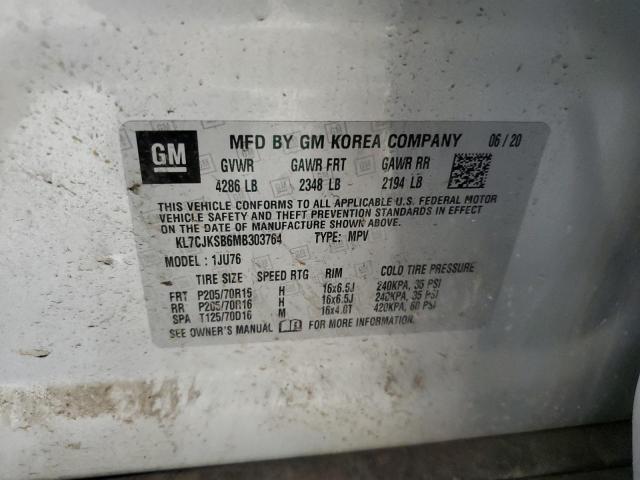 GM MFD BY GM KOREA COMPANY 06/20
GVWR GAWR FRT GAWR RR
4286 LB 2348 LB 2194 LB
THIS VEHICLE CONFORMS TO ALL APPLICABLE U.S. FEDERAL MOTOR
VEHICLE SAFETY AND THEFT PREVENTION STANDARDS IN EFFECT
ON THE DATE OF MANUFACTURE SHOWN ABOVE.
KL7CJKSB6MB303764 TYPE: MPV
MODEL : 1JU76
TIRE SIZE SPEED RTG RIM COLD TIRE PRESSURE
FRT P205/70R16 H 16x6.5J 240KPA, 35 PSI
RR P205/70R16 H 16x6.5J 240KPA, 35 PSI
SPA T125/70D16 M 16x4.0T 420KPA, 60 PSI
SEE OWNER'S MANUAL FOR MORE INFORMATION.